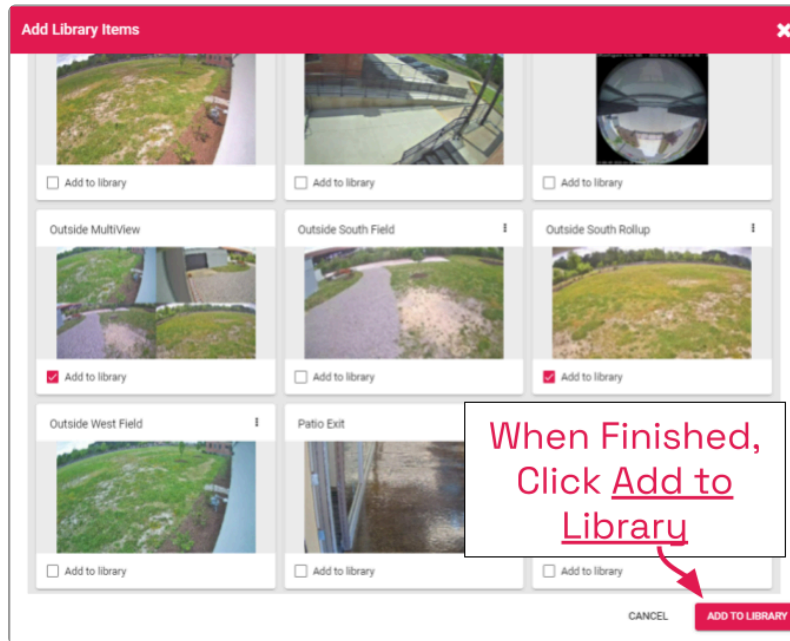 Add Library Items
Add to library
Add to library
Add to library
Outside MultiView
Outside South Field
Outside South Rollup
Add to library
Add to library
Add to library
Outside West Field
Patio Exit
When Finished,
Click Add to
Library
Add to library
Add to library
Add to library
CANCEL
ADD TO LIBRARY